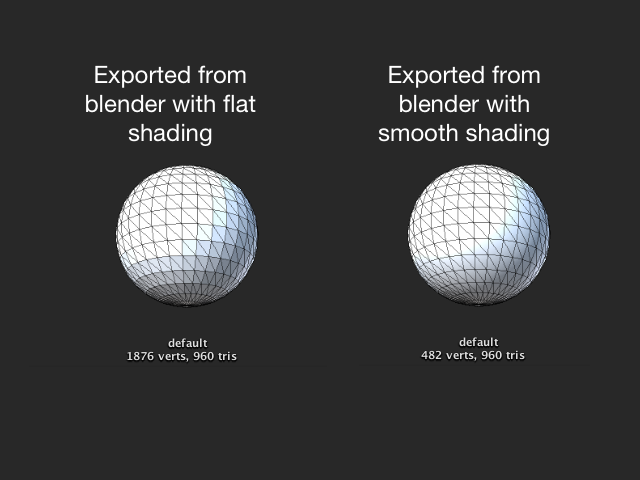 Exported from
blender with flat
shading
default
1876 verts, 960 tris
Exported from
blender with
smooth shading
default
482 verts, 960 tris